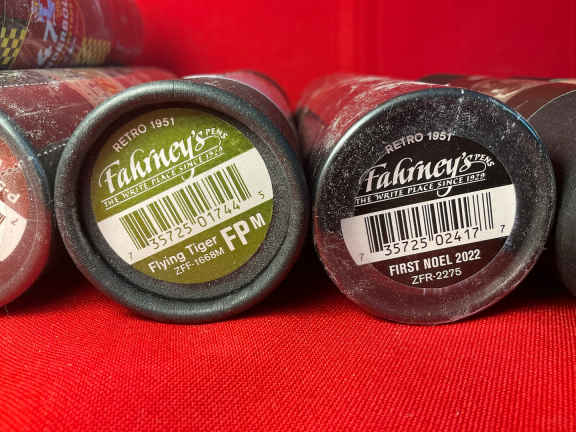 RETRO 1951
Fahrney's PENS
THE WRITE PLACE SINCE 1929
7 35725 01744 5
Flying Tiger FP M
ZFF-1668M
RETRO 1951
Fahrney's PENS
THE WRITE PLACE SINCE 1929
7 35725 02417 7
FIRST NOEL 2022
ZFR-2275